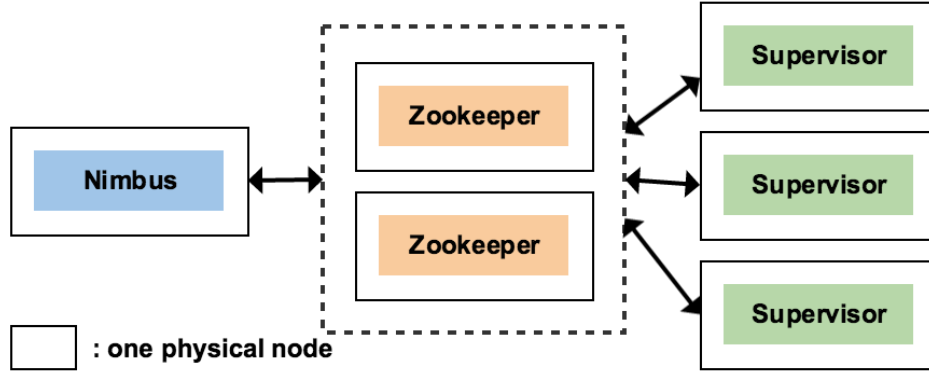 Nimbus
Zookeeper
Zookeeper
Supervisor
Supervisor
Supervisor
: one physical node